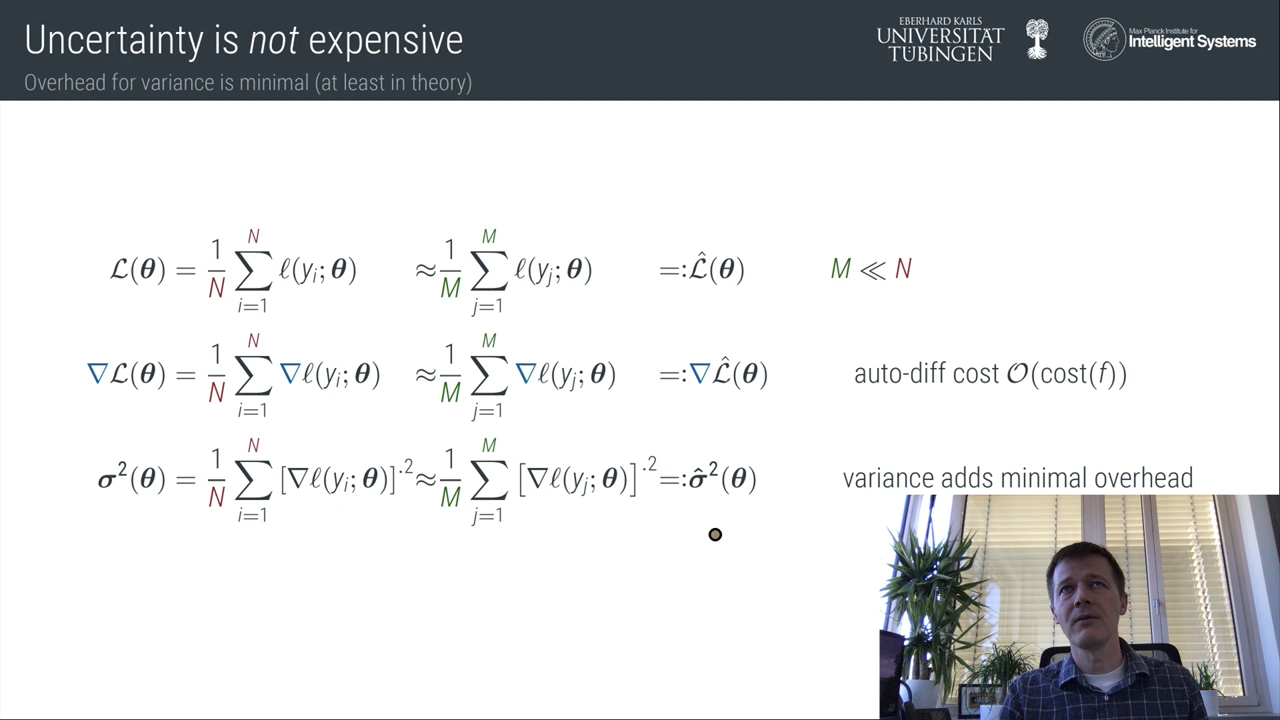 Uncertainty is not expensive
Overhead for variance is minimal (at least in theory)
EBERHARD KARLS
UNIVERSITÄT
TÜBINGEN
Max Planck Institute for
Intelligent Systems
ℒ(θ) = 1/N ∑_{i=1}^{N} ℓ(y_i; θ) ≈ 1/M ∑_{j=1}^{M} ℓ(y_j; θ) =: ℒ̂(θ) M ≪ N
∇ℒ(θ) = 1/N ∑_{i=1}^{N} ∇ℓ(y_i; θ) ≈ 1/M ∑_{j=1}^{M} ∇ℓ(y_j; θ) =: ∇ℒ̂(θ) auto-diff cost 𝒪(cost(f))
σ²(θ) = 1/N ∑_{i=1}^{N} [∇ℓ(y_i; θ)]^{.2} ≈ 1/M ∑_{j=1}^{M} [∇ℓ(y_j; θ)]^{.2} =: σ̂²(θ) variance adds minimal overhead